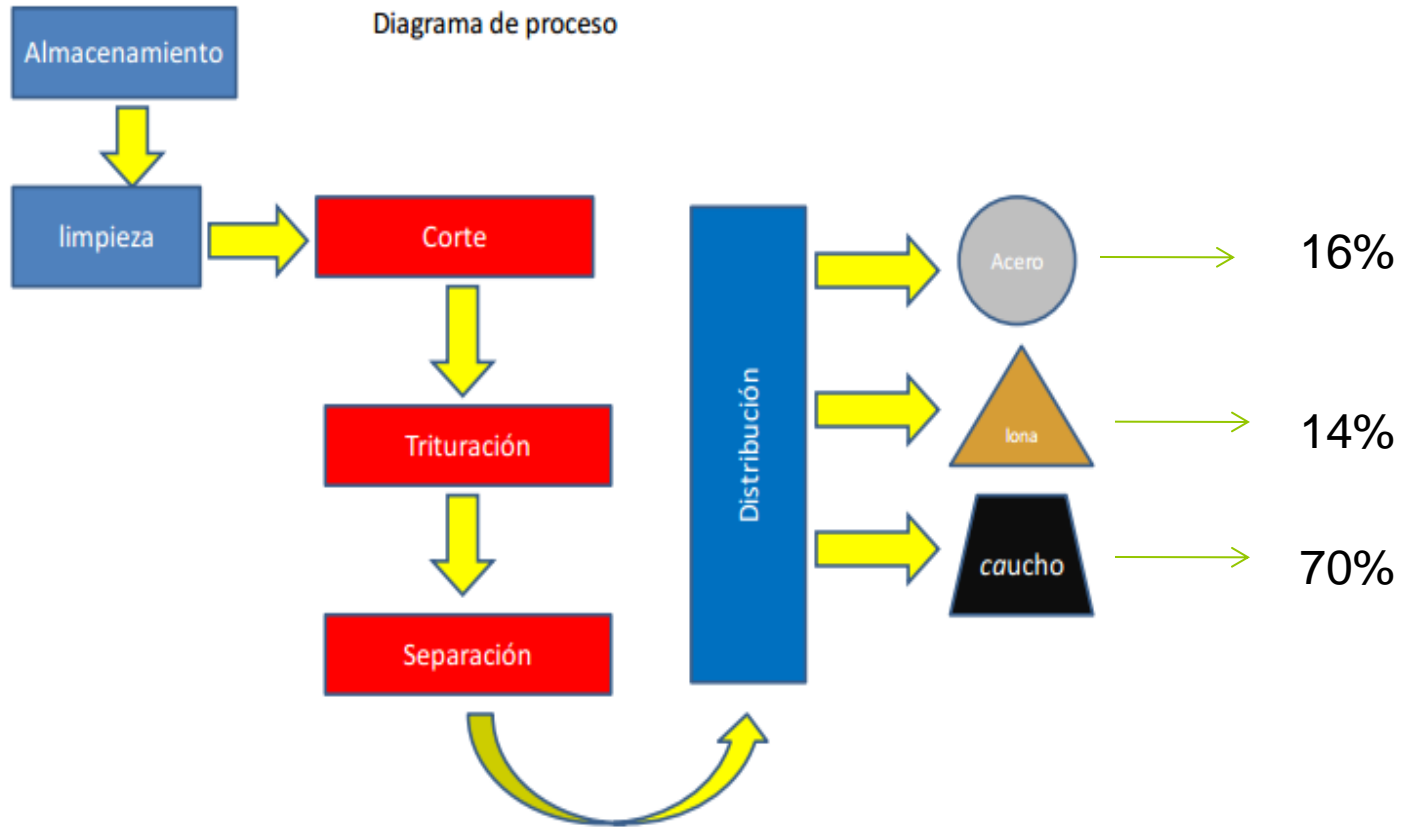 Diagrama de proceso
Almacenamiento
limpieza
Corte
Trituración
Separación
Distribución
Acero
16%
lona
14%
caucho
70%